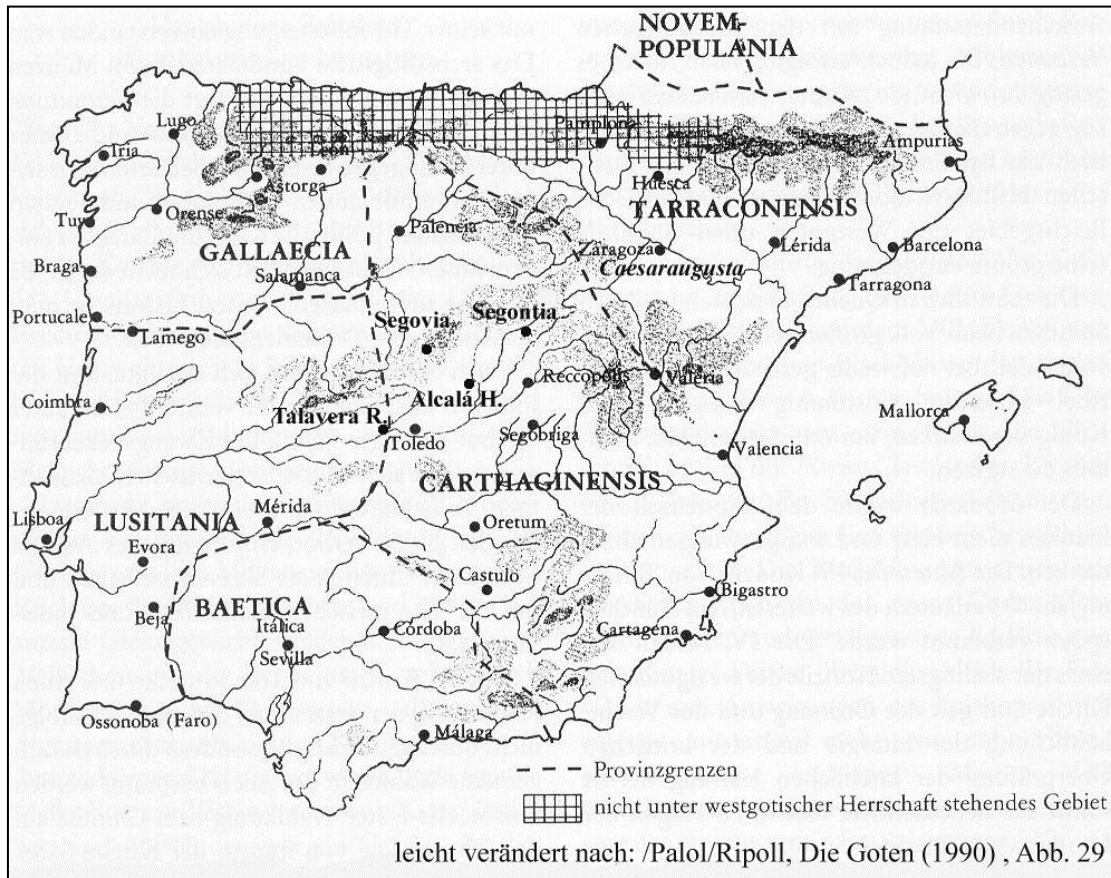 NOVEM-
POPULANIA
Lugo
Iria
Astorga
Tuy
Orense
Pamplona
Ampurias
Huesca
TARRACONENSIS
Palencia
GALLAECIA
Zaragoza
Caesaraugusta
Lérida
Barcelona
Braga
Salamanca
Tarragona
Portucale
Lamego
Segovia
Segontia
Reccopolis
Valeria
Coimbra
Alcalá H.
Talavera R.
Toledo
Segobriga
Mallorca
Valencia
CARTHAGINENSIS
Lisboa
LUSITANIA
Mérida
Oretum
Evora
Castulo
BAETICA
Bigastro
Beja
Itálica
Córdoba
Cartagena
Sevilla
Ossonoba (Faro)
Málaga
Provinzgrenzen
nicht unter westgotischer Herrschaft stehendes Gebiet
leicht verändert nach: /Palol/Ripoll, Die Goten (1990) , Abb. 29